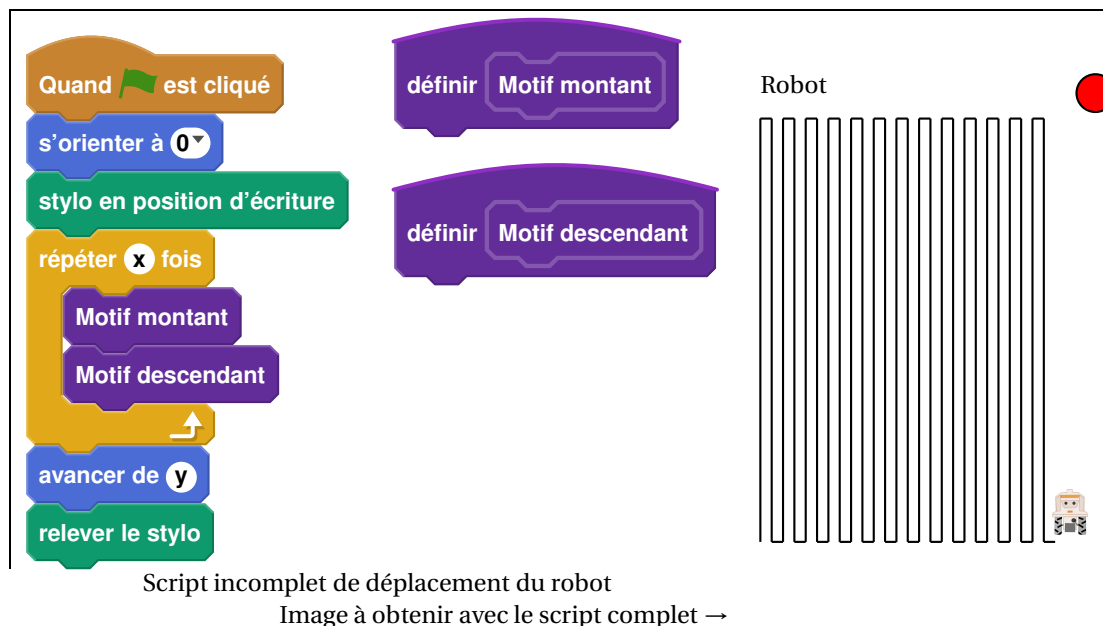 Quand est cliqué
s'orienter à 0
stylo en position d'écriture
répéter x fois
Motif montant
Motif descendant
avancer de y
relever le stylo
définir Motif montant
définir Motif descendant
Robot
Script incomplet de déplacement du robot
Image à obtenir avec le script complet →